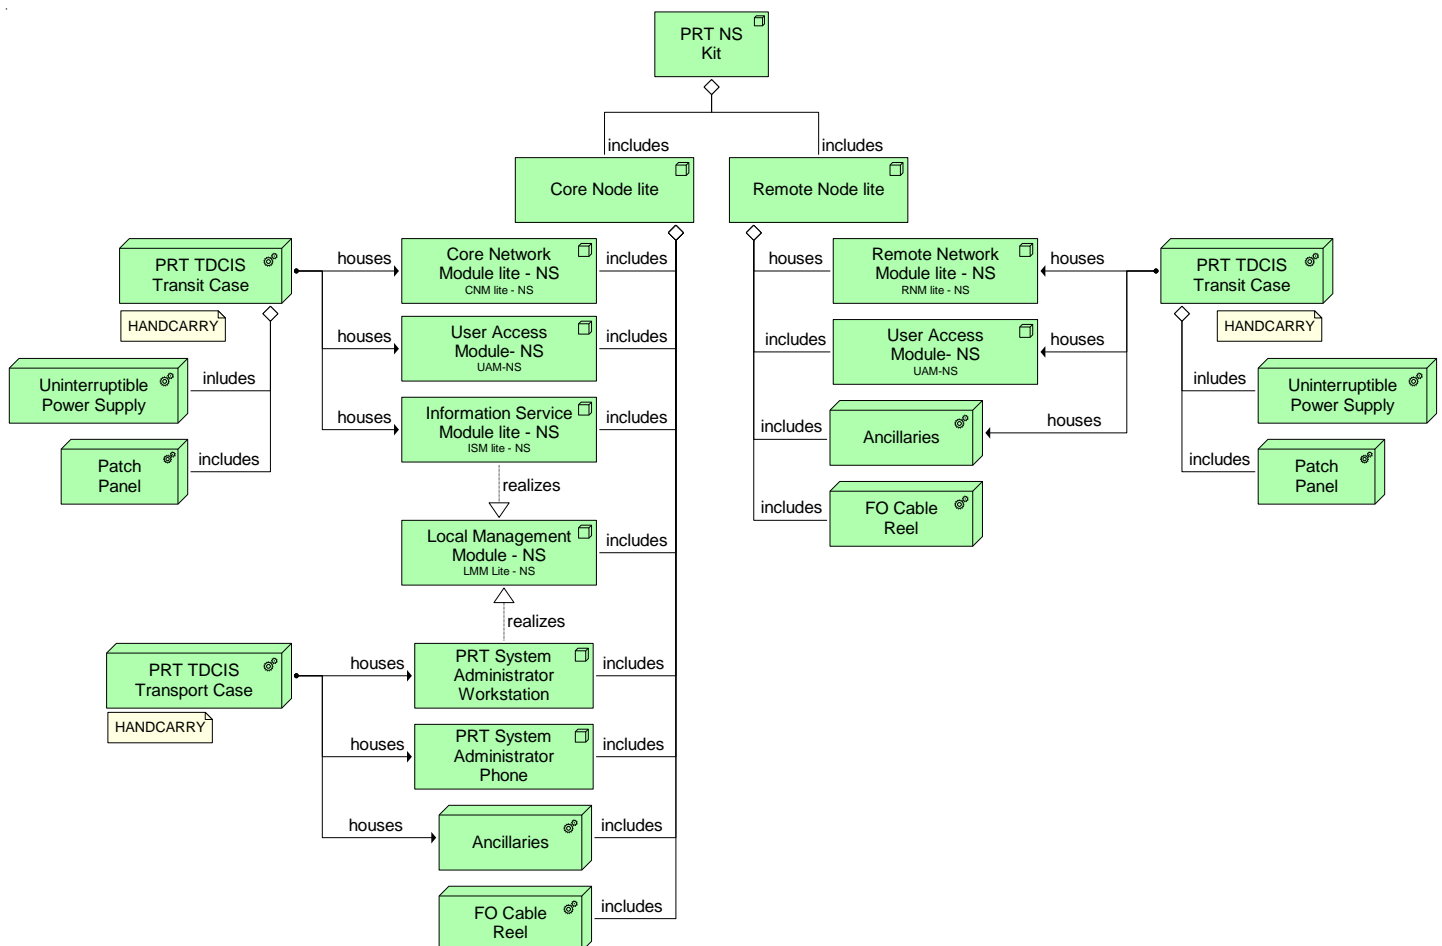 PRT NS
Kit
includes
includes
Core Node lite
Remote Node lite
PRT TDCIS
Transit Case
HANDCARRY
houses
Core Network
Module lite - NS
CNM lite - NS
includes
houses
Remote Network
Module lite - NS
RNM lite - NS
houses
PRT TDCIS
Transit Case
HANDCARRY
houses
User Access
Module- NS
UAM-NS
includes
includes
User Access
Module- NS
UAM-NS
houses
Uninterruptible
Power Supply
inludes
inludes
Uninterruptible
Power Supply
houses
Information Service
Module lite - NS
ISM lite - NS
includes
includes
Ancillaries
houses
Patch
Panel
includes
includes
Patch
Panel
realizes
includes
FO Cable
Reel
Local Management
Module - NS
LMM Lite - NS
includes
realizes
PRT TDCIS
Transport Case
HANDCARRY
houses
PRT System
Administrator
Workstation
includes
houses
PRT System
Administrator
Phone
includes
houses
Ancillaries
includes
FO Cable
Reel
includes